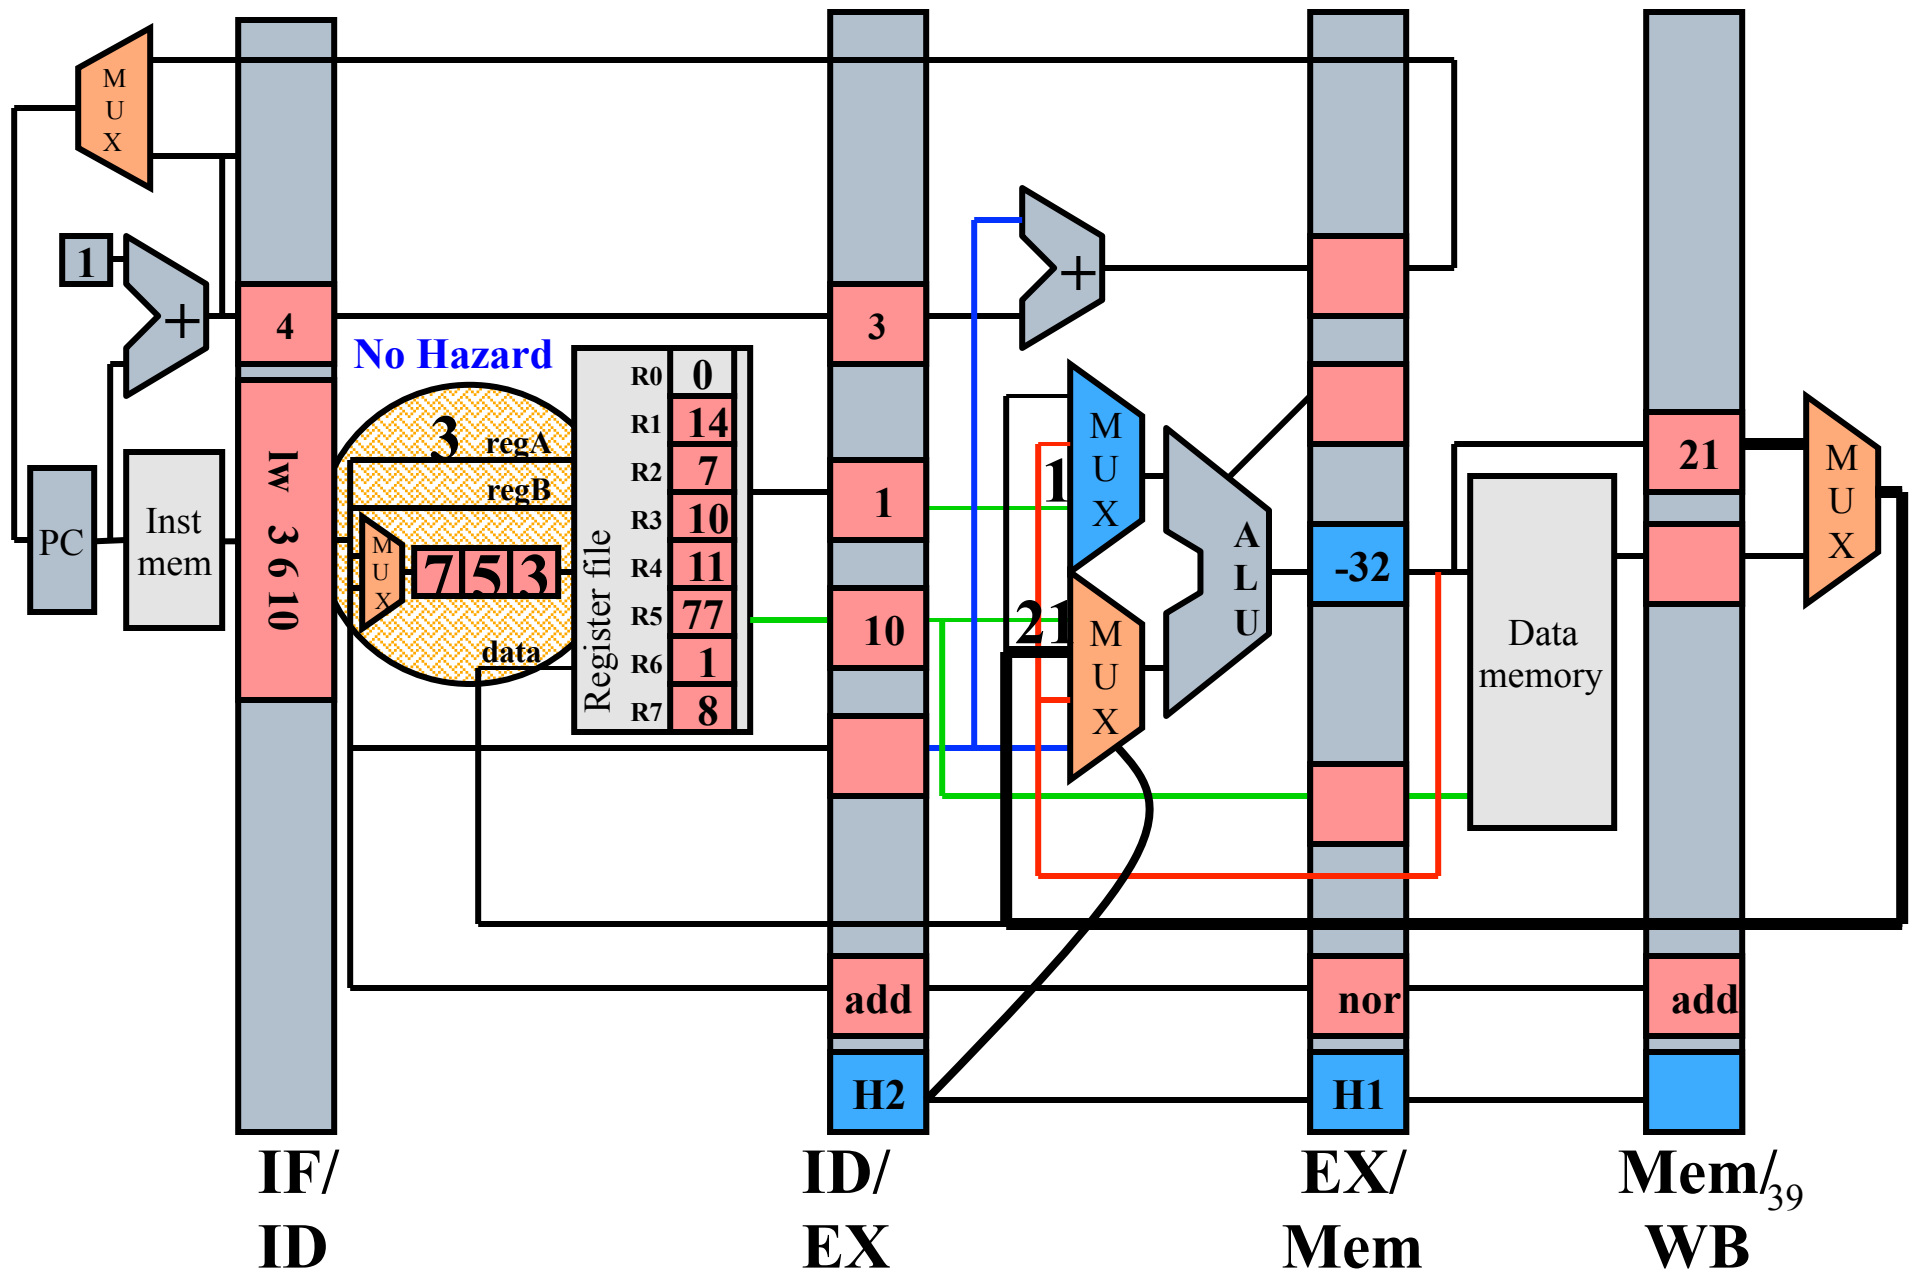 M
U
X
1
+
4
PC
Inst
mem
lw 3 6 10
No Hazard
3
regA
regB
M
U
X
7 5 3
data
Register file
R0 0
R1 14
R2 7
R3 10
R4 11
R5 77
R6 1
R7 8
3
1
10
add
H2
+
1
M
U
X
21
M
U
X
A
L
U
-32
nor
H1
Data
memory
21
add
M
U
X
IF/
ID
ID/
EX
EX/
Mem
Mem/
WB
39